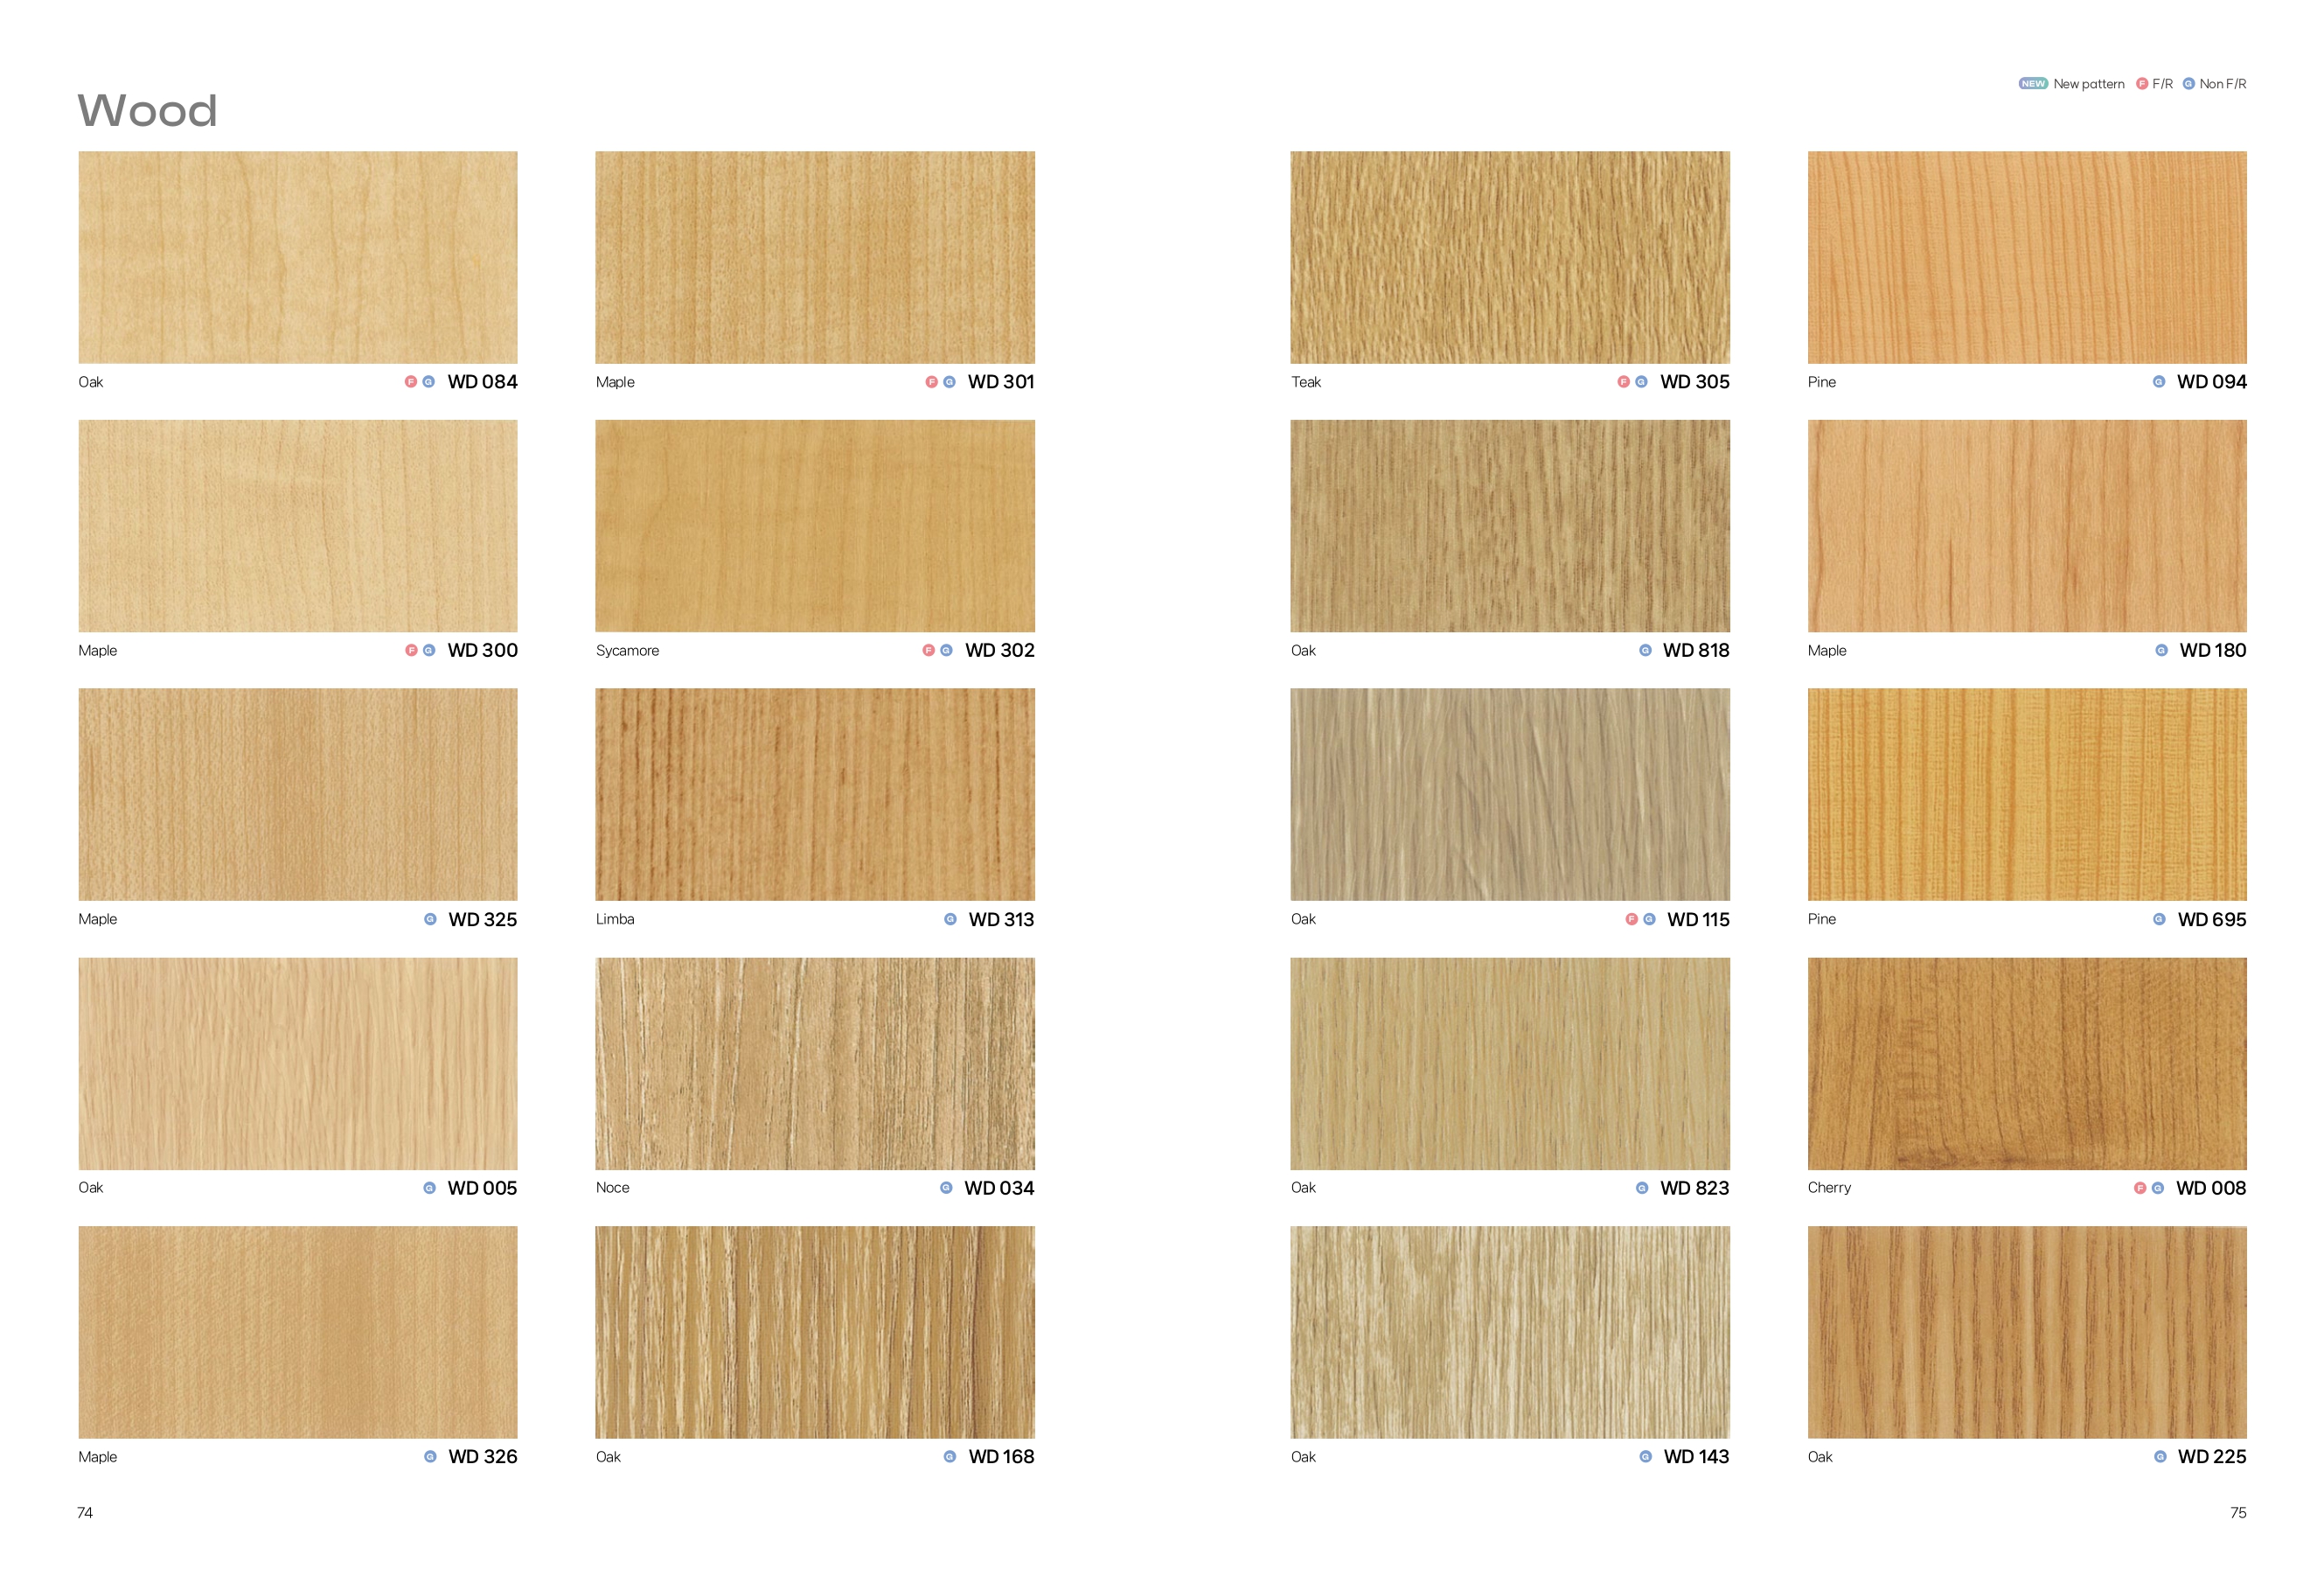 Wood
NEW New pattern F F/R G Non F/R
Oak F G WD 084
Maple F G WD 301
Teak F G WD 305
Pine G WD 094
Maple F G WD 300
Sycamore F G WD 302
Oak G WD 818
Maple G WD 180
Maple G WD 325
Limba G WD 313
Oak F G WD 115
Pine G WD 695
Oak G WD 005
Noce G WD 034
Oak G WD 823
Cherry F G WD 008
Maple G WD 326
Oak G WD 168
Oak G WD 143
Oak G WD 225
74
75